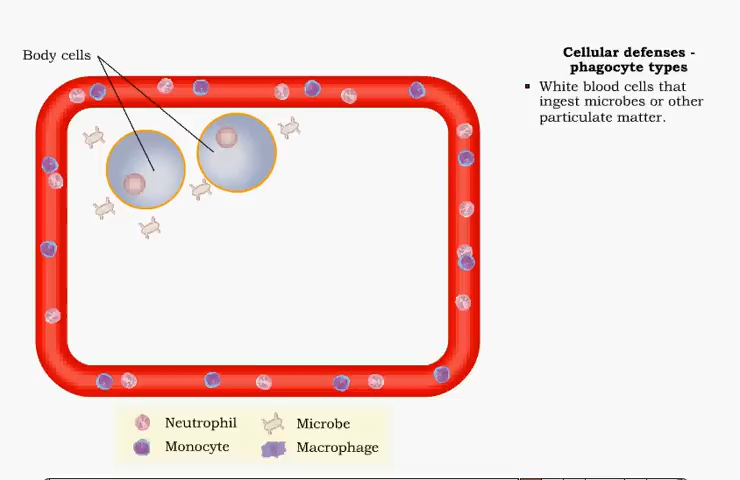 Body cells
Cellular defenses -
phagocyte types
White blood cells that
ingest microbes or other
particulate matter.
Neutrophil
Microbe
Monocyte
Macrophage